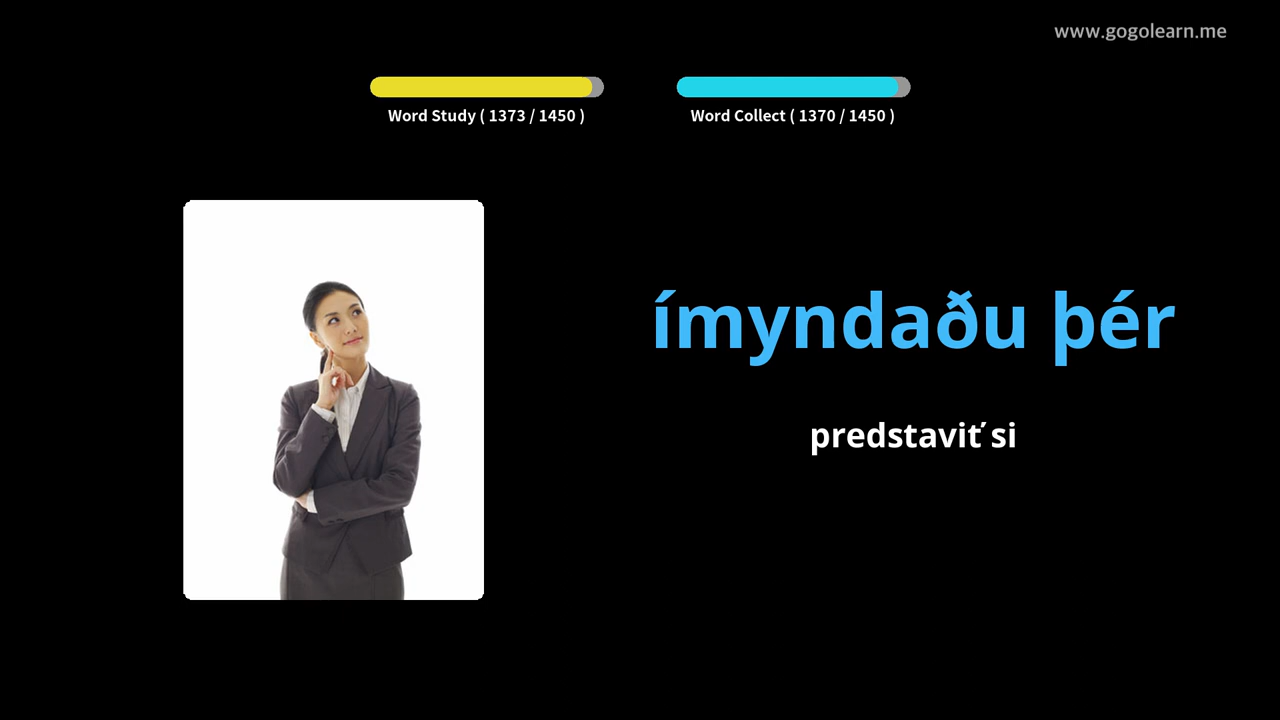 www.gogolearn.me
Word Study ( 1373 / 1450 )
Word Collect ( 1370 / 1450 )
ímyndaðu þér
predstaviť si